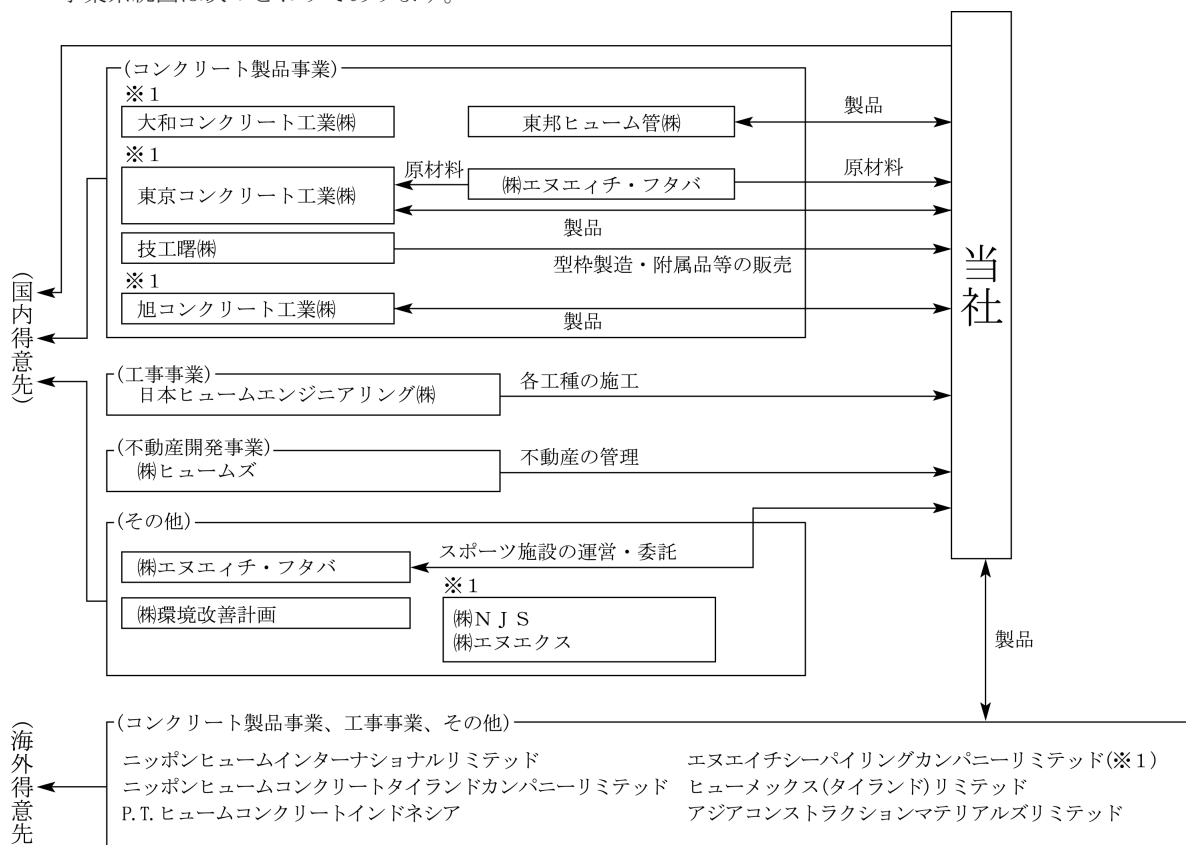 (コンクリート製品事業)
※1
大和コンクリート工業㈱
東邦ヒューム管㈱
製品
※1
東京コンクリート工業㈱
原材料
㈱エヌエィチ・フタバ
原材料
製品
技工曙㈱
型枠製造・附属品等の販売
※1
旭コンクリート工業㈱
製品
当社
(国内得意先)
(工事事業)
日本ヒュームエンジニアリング㈱
各工種の施工
(不動産開発事業)
㈱ヒュームズ
不動産の管理
(その他)
㈱エヌエィチ・フタバ
スポーツ施設の運営・委託
㈱環境改善計画
※1
㈱NJS
㈱エヌエクス
製品
(海外得意先
(コンクリート製品事業、工事事業、その他)
ニッポンヒュームインターナショナルリミテッド
エヌエイチシーパイリングカンパニーリミテッド(※1)
ニッポンヒュームコンクリートタイランドカンパニーリミテッド
ヒューメックス(タイランド)リミテッド
P.T.ヒュームコンクリートインドネシア
アジアコンストラクションマテリアルズリミテッド